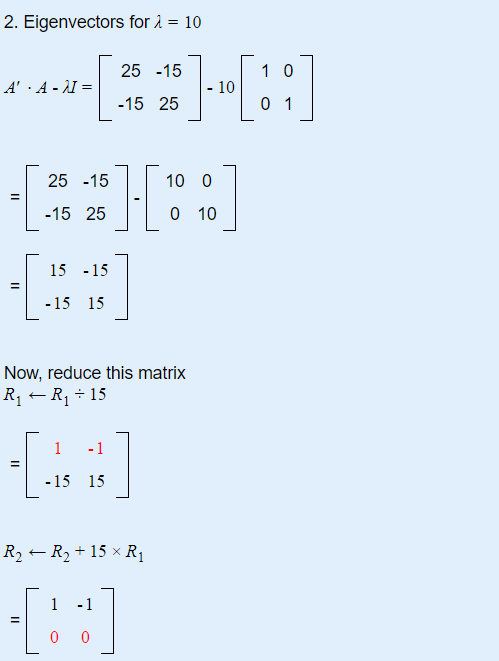 2. Eigenvectors for λ = 10
A′ · A - λI = [ 25 -15 ; -15 25 ] - 10 [ 1 0 ; 0 1 ]
= [ 25 -15 ; -15 25 ] - [ 10 0 ; 0 10 ]
= [ 15 -15 ; -15 15 ]
Now, reduce this matrix
R₁ ← R₁ ÷ 15
= [ 1 -1 ; -15 15 ]
R₂ ← R₂ + 15 × R₁
= [ 1 -1 ; 0 0 ]